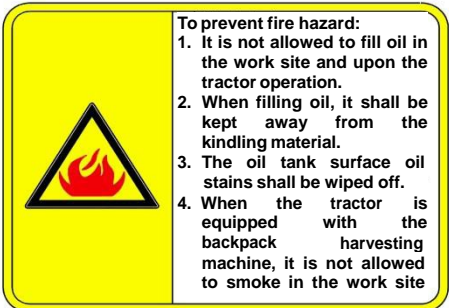 To prevent fire hazard:
1. It is not allowed to fill oil in
the work site and upon the
tractor operation.
2. When filling oil, it shall be
kept away from the
kindling material.
3. The oil tank surface oil
stains shall be wiped off.
4. When the tractor is
equipped with the
backpack harvesting
machine, it is not allowed
to smoke in the work site